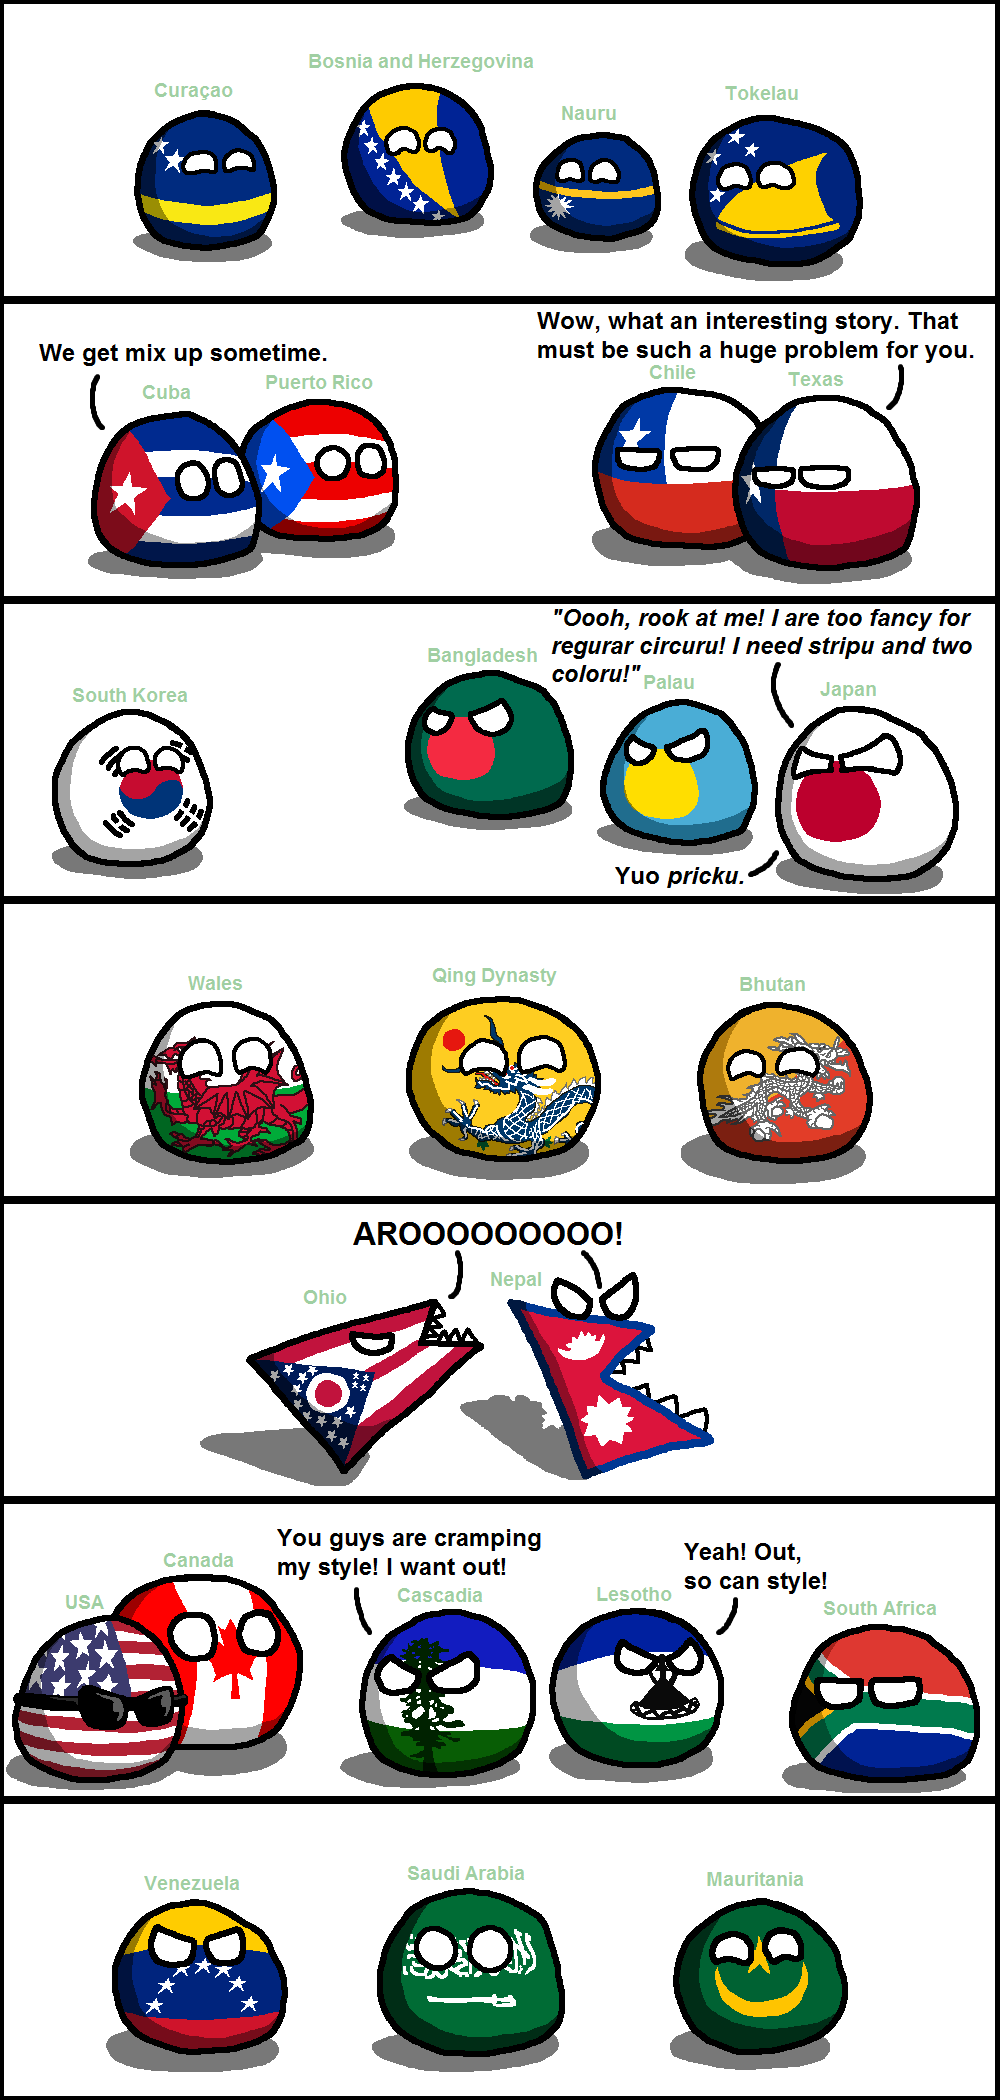 Curaçao
Bosnia and Herzegovina
Nauru
Tokelau
We get mix up sometime.
Cuba
Puerto Rico
Wow, what an interesting story. That
must be such a huge problem for you.
Chile
Texas
South Korea
Bangladesh
"Oooh, rook at me! I are too fancy for
regurar circuru! I need stripu and two
coloru!"
Palau
Japan
Yuo pricku.
Wales
Qing Dynasty
Bhutan
AROOOOOOOOO!
Ohio
Nepal
USA
Canada
You guys are cramping
my style! I want out!
Cascadia
Lesotho
Yeah! Out,
so can style!
South Africa
Venezuela
Saudi Arabia
Mauritania